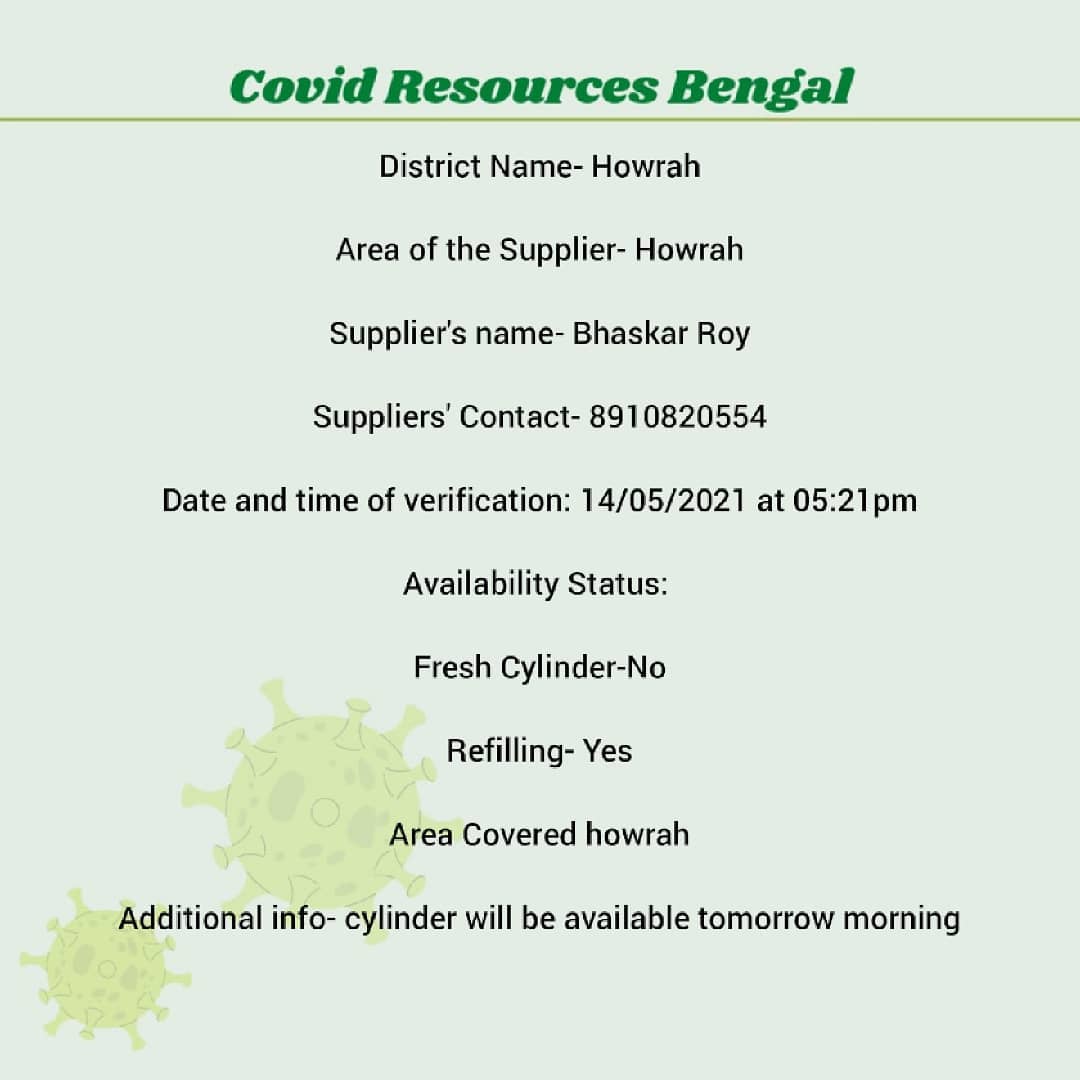 Covid Resources Bengal
District Name- Howrah
Area of the Supplier- Howrah
Supplier's name- Bhaskar Roy
Suppliers' Contact- 8910820554
Date and time of verification: 14/05/2021 at 05:21pm
Availability Status:
Fresh Cylinder-No
Refilling- Yes
Area Covered howrah
Additional info- cylinder will be available tomorrow morning